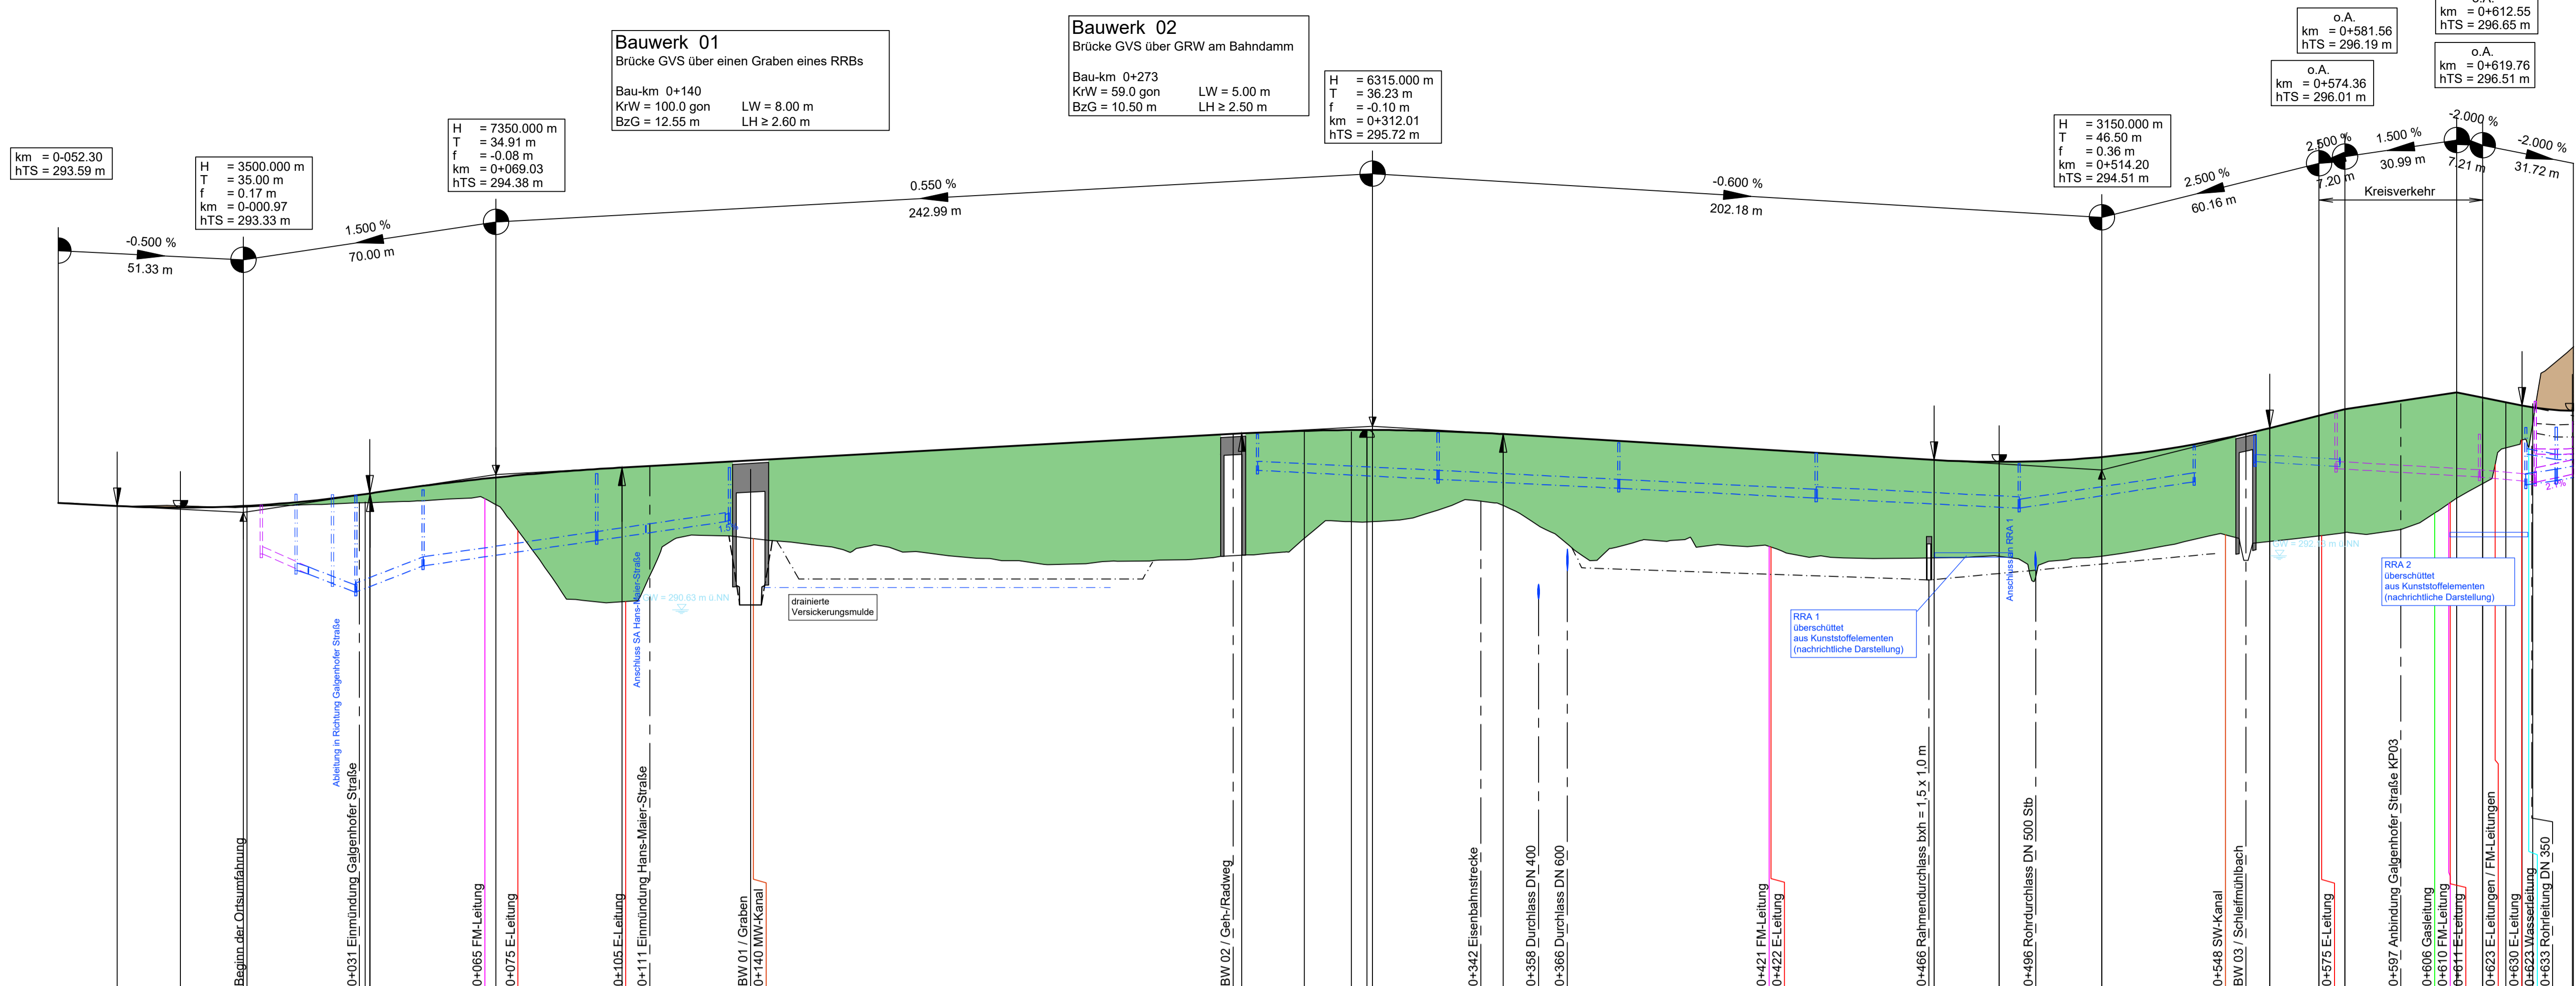 km = 0-052.30
hTS = 293.59 m
H = 3500.000 m
T = 35.00 m
f = 0.17 m
km = 0-000.97
hTS = 293.33 m
H = 7350.000 m
T = 34.91 m
f = -0.08 m
km = 0+069.03
hTS = 294.38 m
Bauwerk 01
Brücke GVS über einen Graben eines RRBs
Bau-km 0+140
KrW = 100.0 gon LW = 8.00 m
BzG = 12.55 m LH ≥ 2.60 m
Bauwerk 02
Brücke GVS über GRW am Bahndamm
Bau-km 0+273
KrW = 59.0 gon LW = 5.00 m
BzG = 10.50 m LH ≥ 2.50 m
H = 6315.000 m
T = 36.23 m
f = -0.10 m
km = 0+312.01
hTS = 295.72 m
H = 3150.000 m
T = 46.50 m
f = 0.36 m
km = 0+514.20
hTS = 294.51 m
o.A.
km = 0+574.36
hTS = 296.01 m
o.A.
km = 0+581.56
hTS = 296.19 m
o.A.
km = 0+612.55
hTS = 296.65 m
o.A.
km = 0+619.76
hTS = 296.51 m
-0.500 %
51.33 m
1.500 %
70.00 m
0.550 %
242.99 m
-0.600 %
202.18 m
2.500 %
60.16 m
2.500 %
7.20 m
1.500 %
30.99 m
-2.000 %
7.21 m
-2.000 %
31.72 m
Kreisverkehr
GW = 290.63 m ü.NN
drainierte
Versickerungsmulde
RRA 1
überschüttet
aus Kunststoffelementen
(nachrichtliche Darstellung)
RRA 2
überschüttet
aus Kunststoffelementen
(nachrichtliche Darstellung)
Ableitung in Richtung Galgenhofer Straße
Anschluss SA Hans-Maier-Straße
Anschluss an RRA 1
Beginn der Ortsumfahrung
0+031 Einmündung Galgenhofer Straße
0+065 FM-Leitung
0+075 E-Leitung
0+105 E-Leitung
0+111 Einmündung Hans-Maier-Straße
BW 01 / Graben
0+140 MW-Kanal
BW 02 / Geh-/Radweg
0+342 Eisenbahnstrecke
0+358 Durchlass DN 400
0+366 Durchlass DN 600
0+421 FM-Leitung
0+422 E-Leitung
0+466 Rahmendurchlass bxh = 1,5 x 1,0 m
0+496 Rohrdurchlass DN 500 Stb
0+548 SW-Kanal
BW 03 / Schleifmühlbach
0+575 E-Leitung
0+597 Anbindung Galgenhofer Straße KP03
0+606 Gasleitung
0+610 FM-Leitung
0+611 E-Leitung
0+623 E-Leitungen / FM-Leitungen
0+630 E-Leitung
0+623 Wasserleitung
0+633 Rohrleitung DN 350